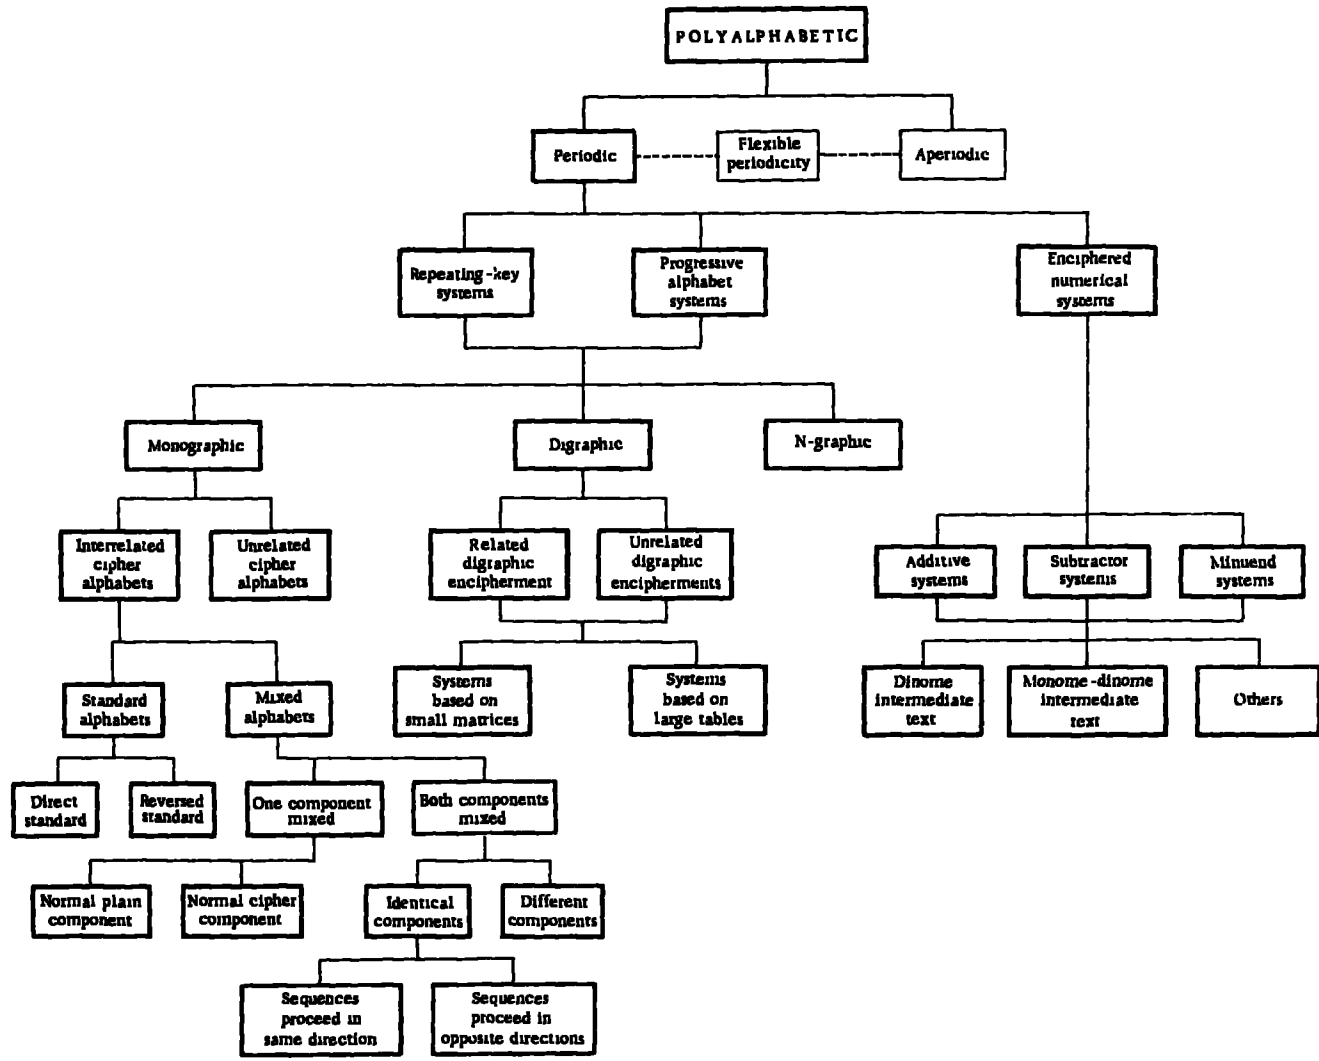 POLYALPHABETIC
Periodic
Flexible
periodicity
Aperiodic
Repeating-key
systems
Progressive
alphabet
systems
Enciphered
numerical
systems
Monographic
Digraphic
N-graphic
Interrelated
cipher
alphabets
Unrelated
cipher
alphabets
Related
digraphic
encipherment
Unrelated
digraphic
encipherments
Additive
systems
Subtractor
systems
Minuend
systems
Standard
alphabets
Mixed
alphabets
Systems
based on
small matrices
Systems
based on
large tables
Dinome
intermediate
text
Monome-dinome
intermediate
text
Others
Direct
standard
Reversed
standard
One component
mixed
Both components
mixed
Normal plain
component
Normal cipher
component
Identical
components
Different
components
Sequences
proceed in
same direction
Sequences
proceed in
opposite directions